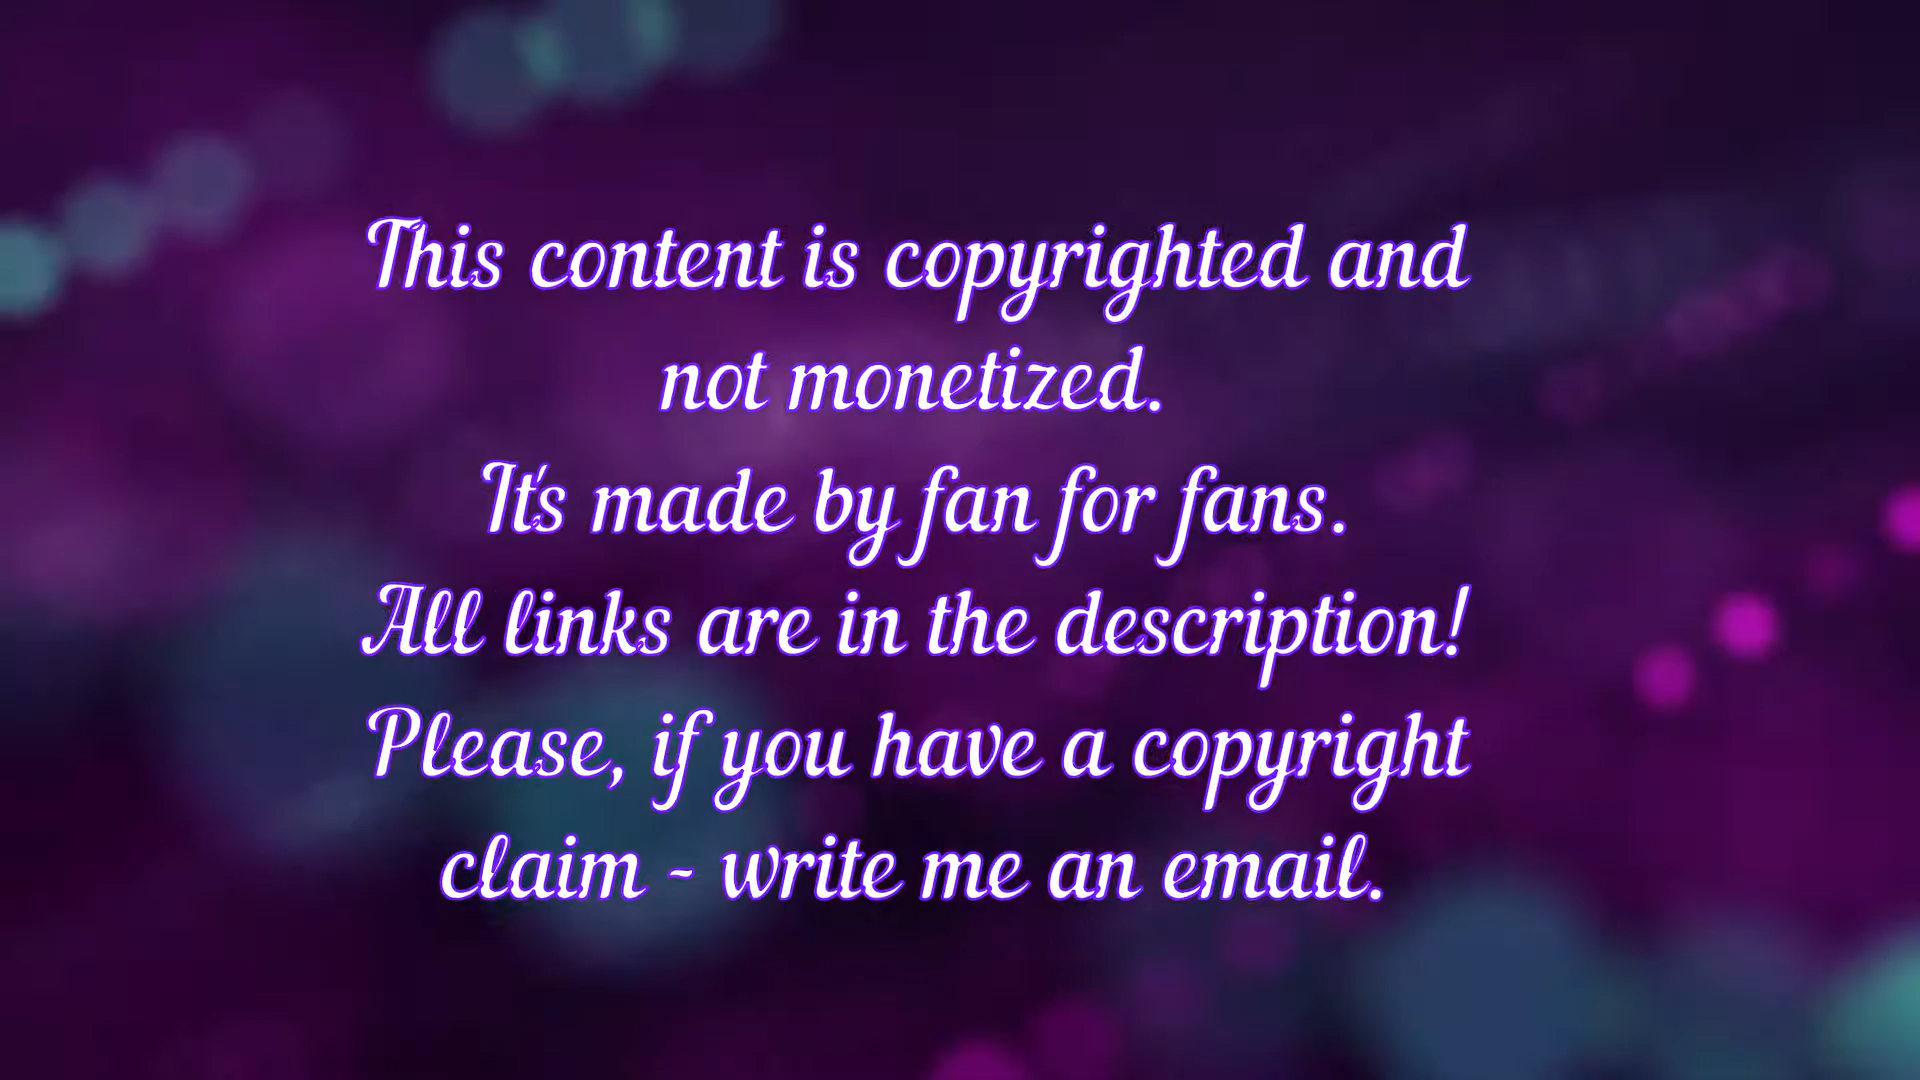 This content is copyrighted and
not monetized.
It's made by fan for fans.
All links are in the description!
Please, if you have a copyright
claim - write me an email.